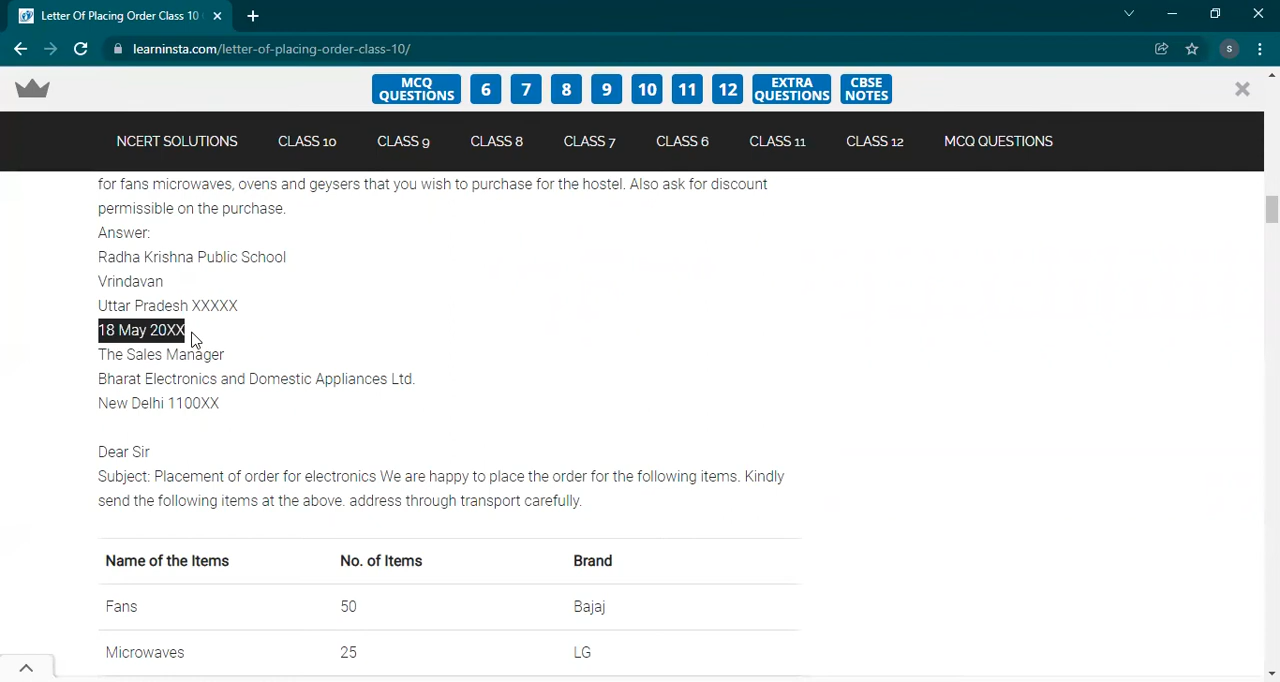 Letter Of Placing Order Class 10
learninsta.com/letter-of-placing-order-class-10/
S
MCQ QUESTIONS
6
7
8
9
10
11
12
EXTRA QUESTIONS
CBSE NOTES
NCERT SOLUTIONS
CLASS 10
CLASS 9
CLASS 8
CLASS 7
CLASS 6
CLASS 11
CLASS 12
MCQ QUESTIONS
for fans microwaves, ovens and geysers that you wish to purchase for the hostel. Also ask for discount
permissible on the purchase.
Answer:
Radha Krishna Public School
Vrindavan
Uttar Pradesh XXXXX
18 May 20XX
The Sales Manager
Bharat Electronics and Domestic Appliances Ltd.
New Delhi 1100XX
Dear Sir
Subject: Placement of order for electronics We are happy to place the order for the following items. Kindly
send the following items at the above. address through transport carefully.
Name of the Items No. of Items Brand
Fans 50 Bajaj
Microwaves 25 LG